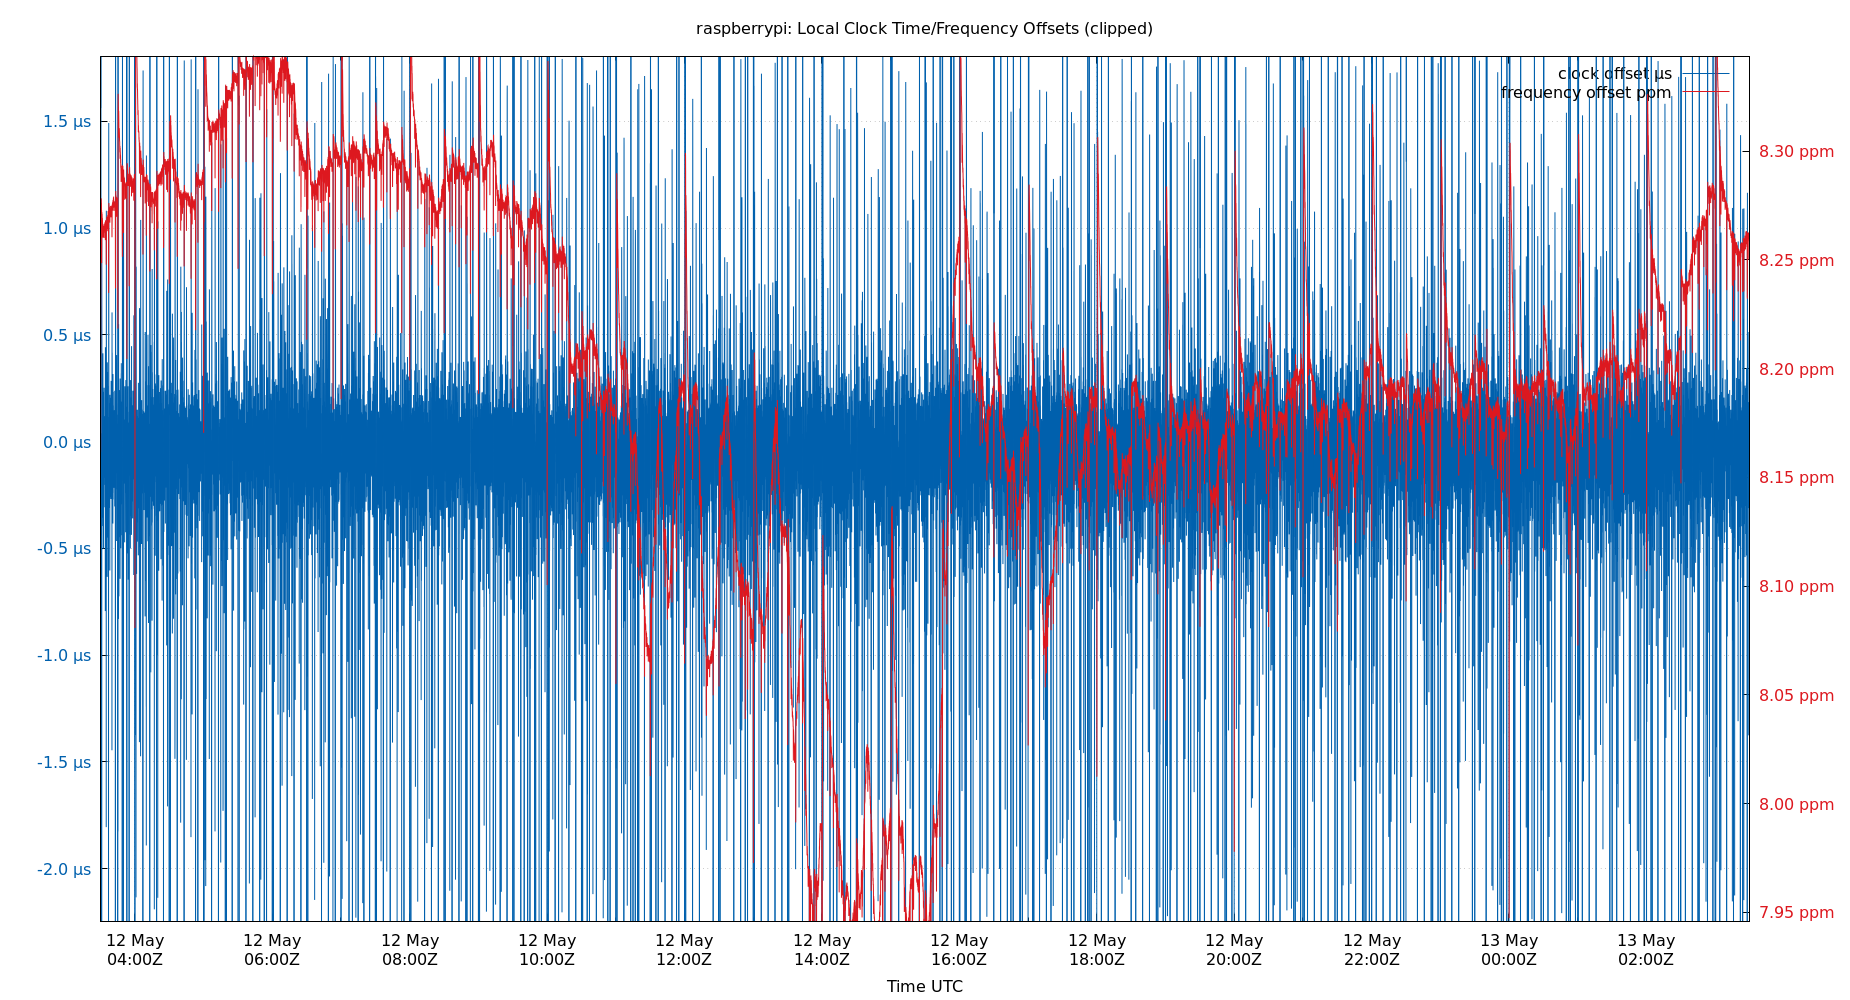 raspberrypi: Local Clock Time/Frequency Offsets (clipped)
clock offset µs
frequency offset ppm
1.5 µs
1.0 µs
0.5 µs
0.0 µs
-0.5 µs
-1.0 µs
-1.5 µs
-2.0 µs
8.30 ppm
8.25 ppm
8.20 ppm
8.15 ppm
8.10 ppm
8.05 ppm
8.00 ppm
7.95 ppm
12 May 12 May 12 May 12 May 12 May 12 May 12 May 12 May 12 May 12 May 13 May 13 May
04:00Z 06:00Z 08:00Z 10:00Z 12:00Z 14:00Z 16:00Z 18:00Z 20:00Z 22:00Z 00:00Z 02:00Z
Time UTC